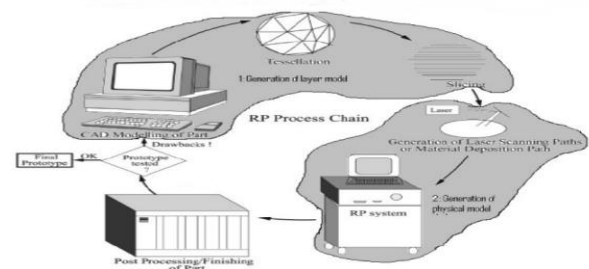 Tessellation
1:Generation of layer model
Slicing
CAD Modelling of Part
RP Process Chain
Laser
Generation of Laser Scanning Paths
or Material Deposition Path
Drawbacks !
Final
Prototype
OK
Prototype
tested
?
RP system
2:Generation of
physical model
Post Processing/Finishing
of Part